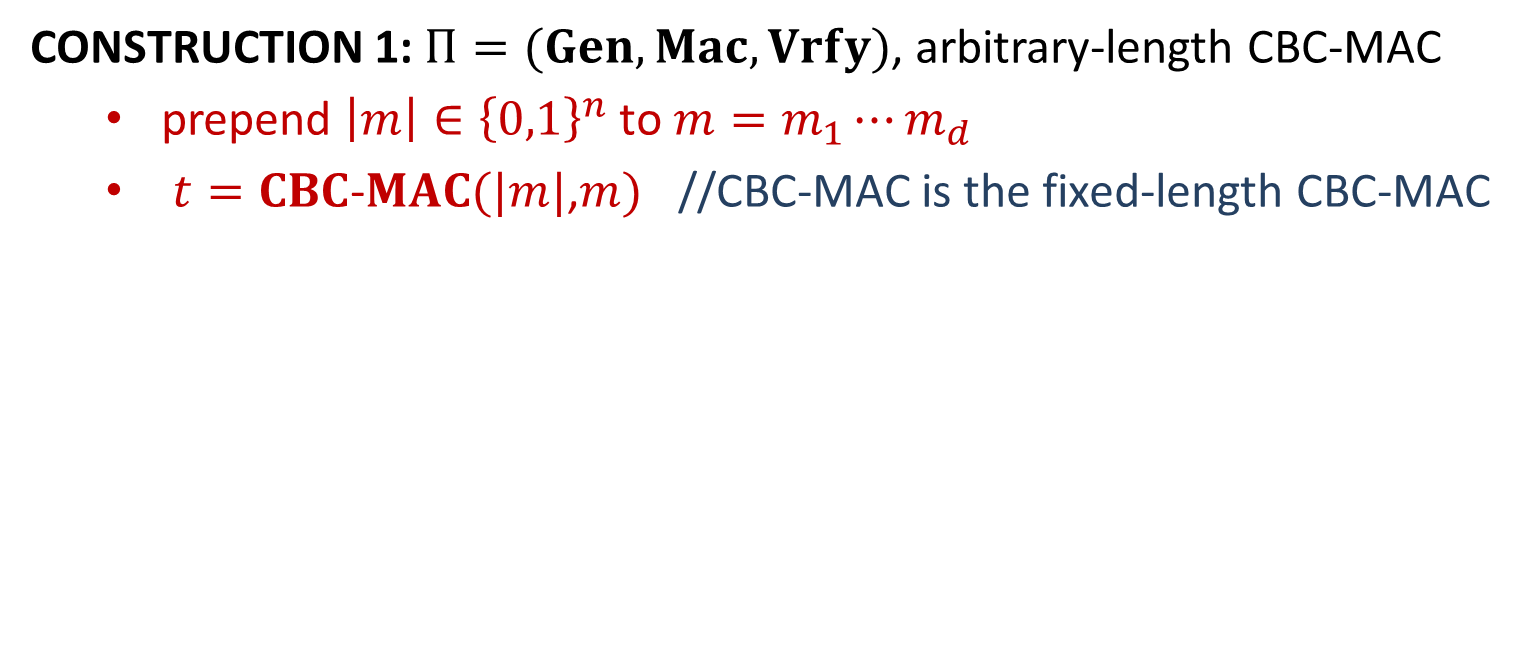 CONSTRUCTION 1: Π = (Gen, Mac, Vrfy), arbitrary-length CBC-MAC
• prepend |m| ∈ {0,1}ⁿ to m = m₁ ⋯ m_d
• t = CBC-MAC(|m|,m) //CBC-MAC is the fixed-length CBC-MAC